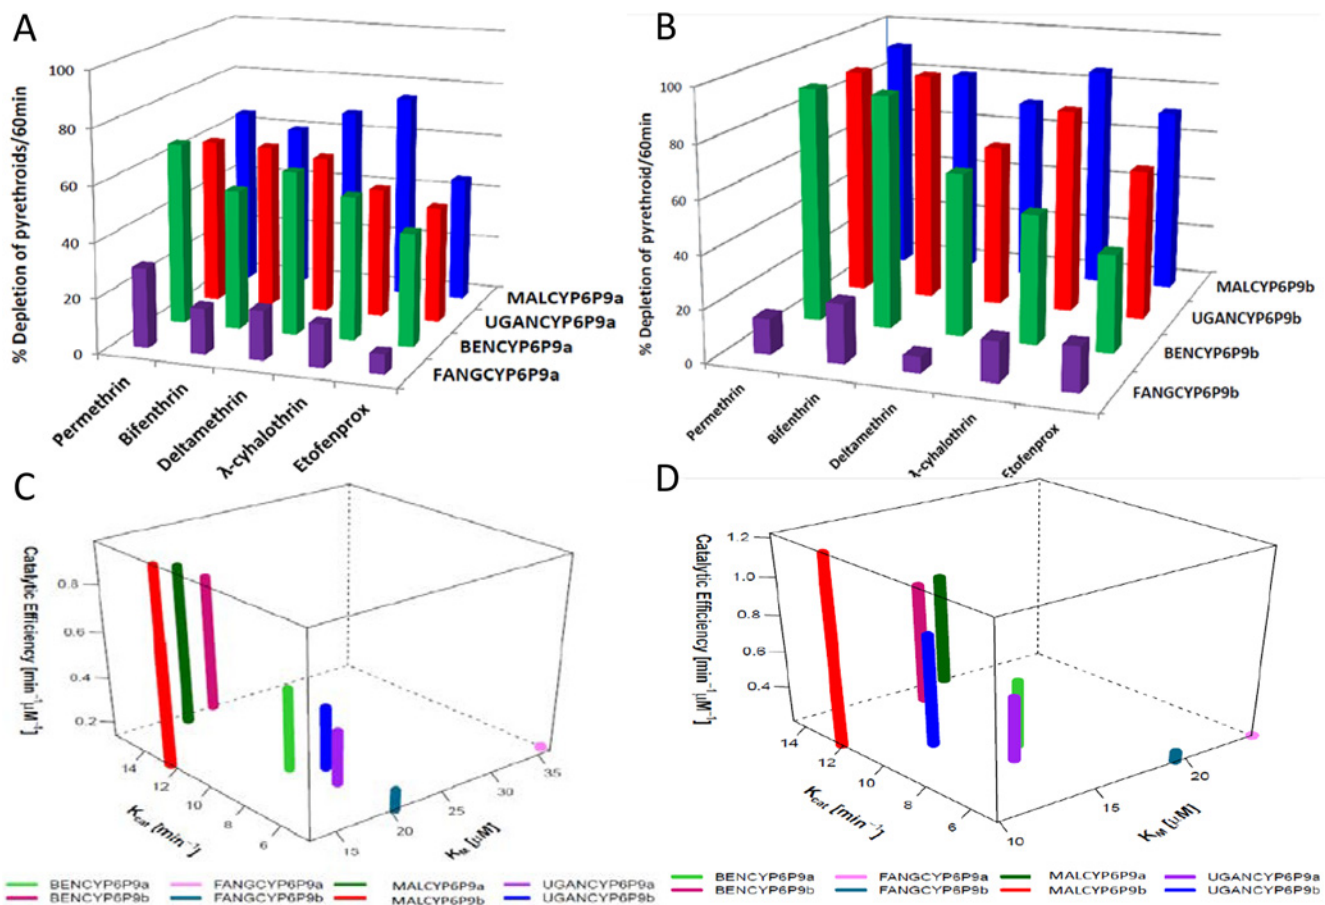 A
% Depletion of pyrethroids/60min
100
80
60
40
20
0
Permethrin
Bifenthrin
Deltamethrin
λ-cyhalothrin
Etofenprox
MALCYP6P9a
UGANCYP6P9a
BENCYP6P9a
FANGCYP6P9a
B
% Depletion of pyrethroid/60min
100
80
60
40
20
0
Permethrin
Bifenthrin
Deltamethrin
λ-cyhalothrin
Etofenprox
MALCYP6P9b
UGANCYP6P9b
BENCYP6P9b
FANGCYP6P9b
C
Catalytic Efficiency [min⁻¹μM⁻¹]
0.8
0.6
0.4
0.2
14
12
10
8
6
Kcat [min⁻¹]
15
20
25
30
35
KM [μM]
BENCYP6P9a FANGCYP6P9a MALCYP6P9a UGANCYP6P9a
BENCYP6P9b FANGCYP6P9b MALCYP6P9b UGANCYP6P9b
D
Catalytic Efficiency [min⁻¹μM⁻¹]
1.2
1.0
0.8
0.6
0.4
14
12
10
8
6
Kcat [min⁻¹]
10
15
20
KM [μM]
BENCYP6P9a FANGCYP6P9a MALCYP6P9a UGANCYP6P9a
BENCYP6P9b FANGCYP6P9b MALCYP6P9b UGANCYP6P9b